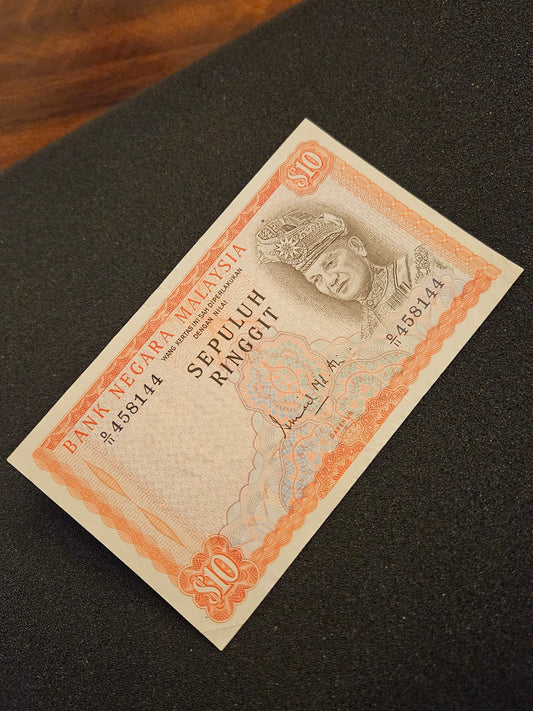 $10
BANK NEGARA MALAYSIA
WANG KERTAS INI SAH DIPERLAKUKAN
DENGAN NILAI
SEPULUH
RINGGIT
D/11 458144
D/11 458144
$10